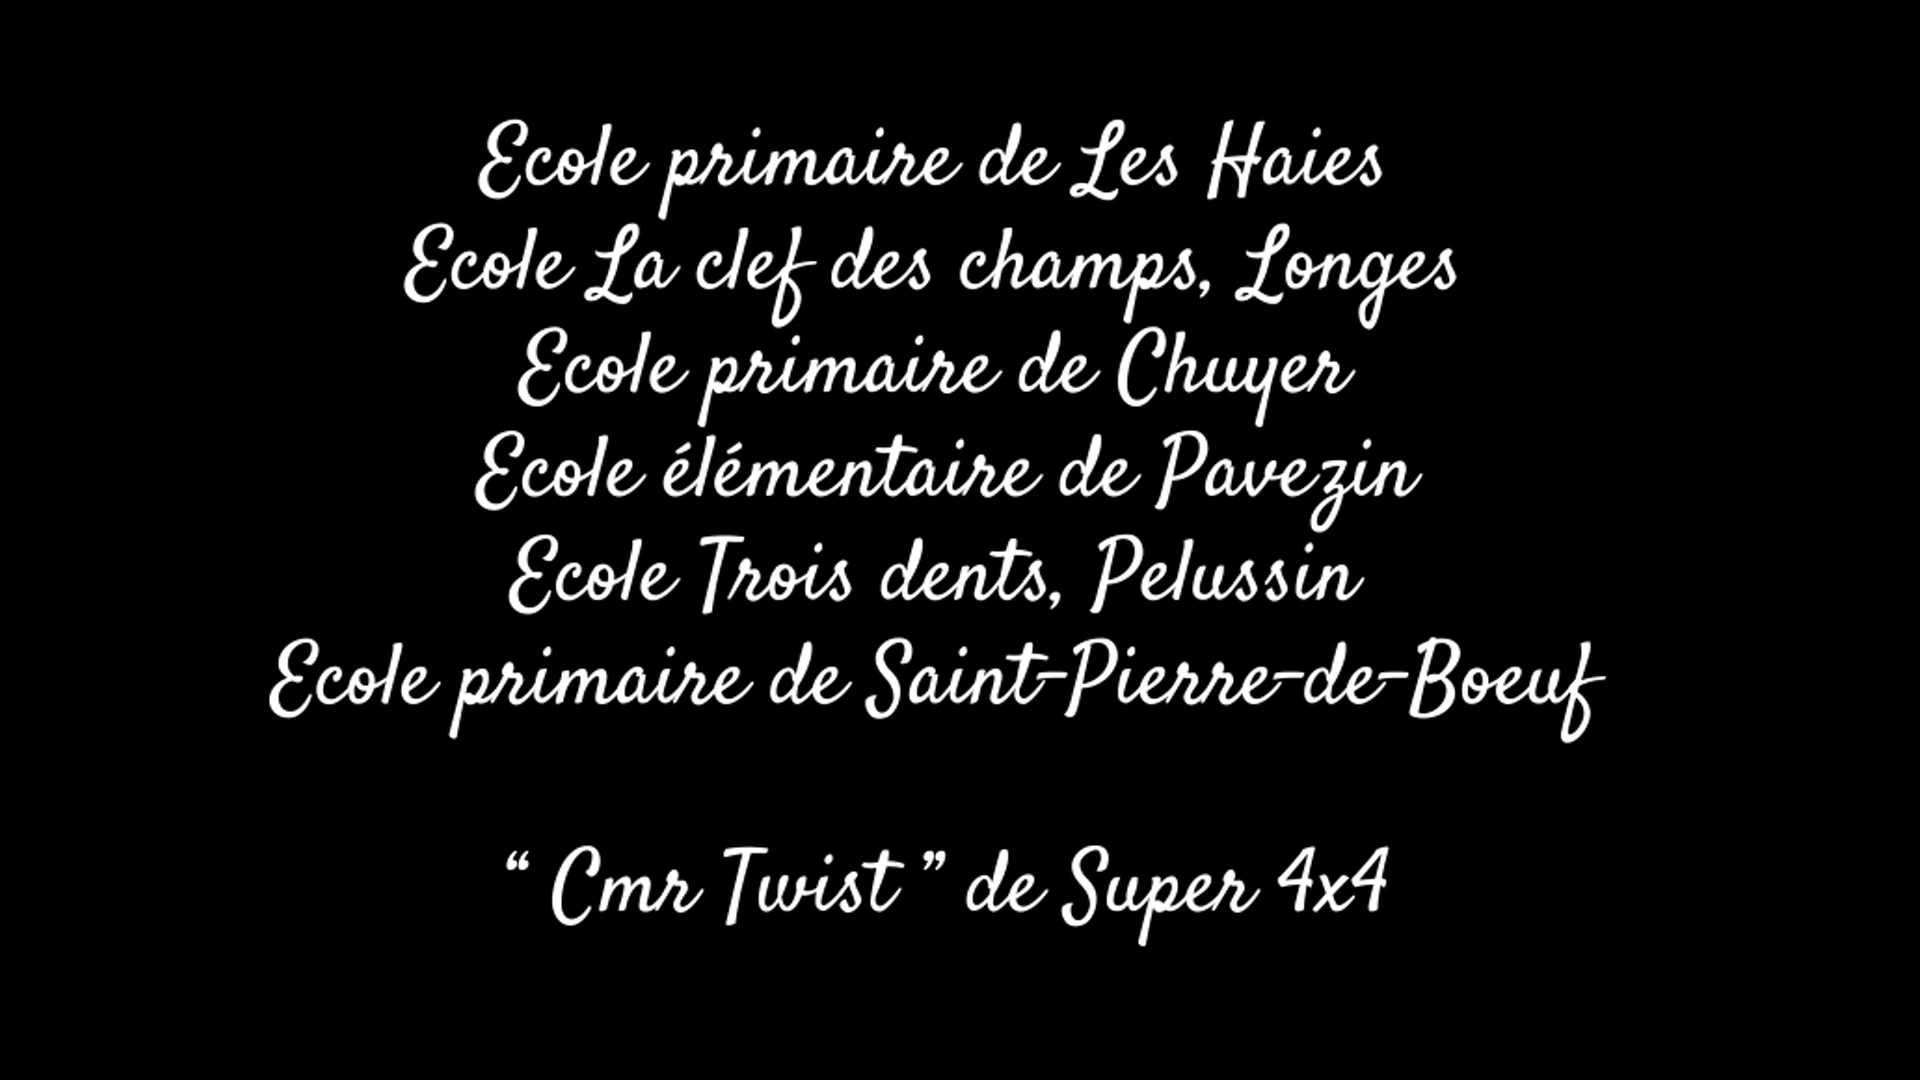 Ecole primaire de Les Haies
Ecole La clef des champs, Longes
Ecole primaire de Chuyer
Ecole élémentaire de Pavezin
Ecole Trois dents, Pelussin
Ecole primaire de Saint-Pierre-de-Boeuf
“ Cmr Twist ” de Super 4x4